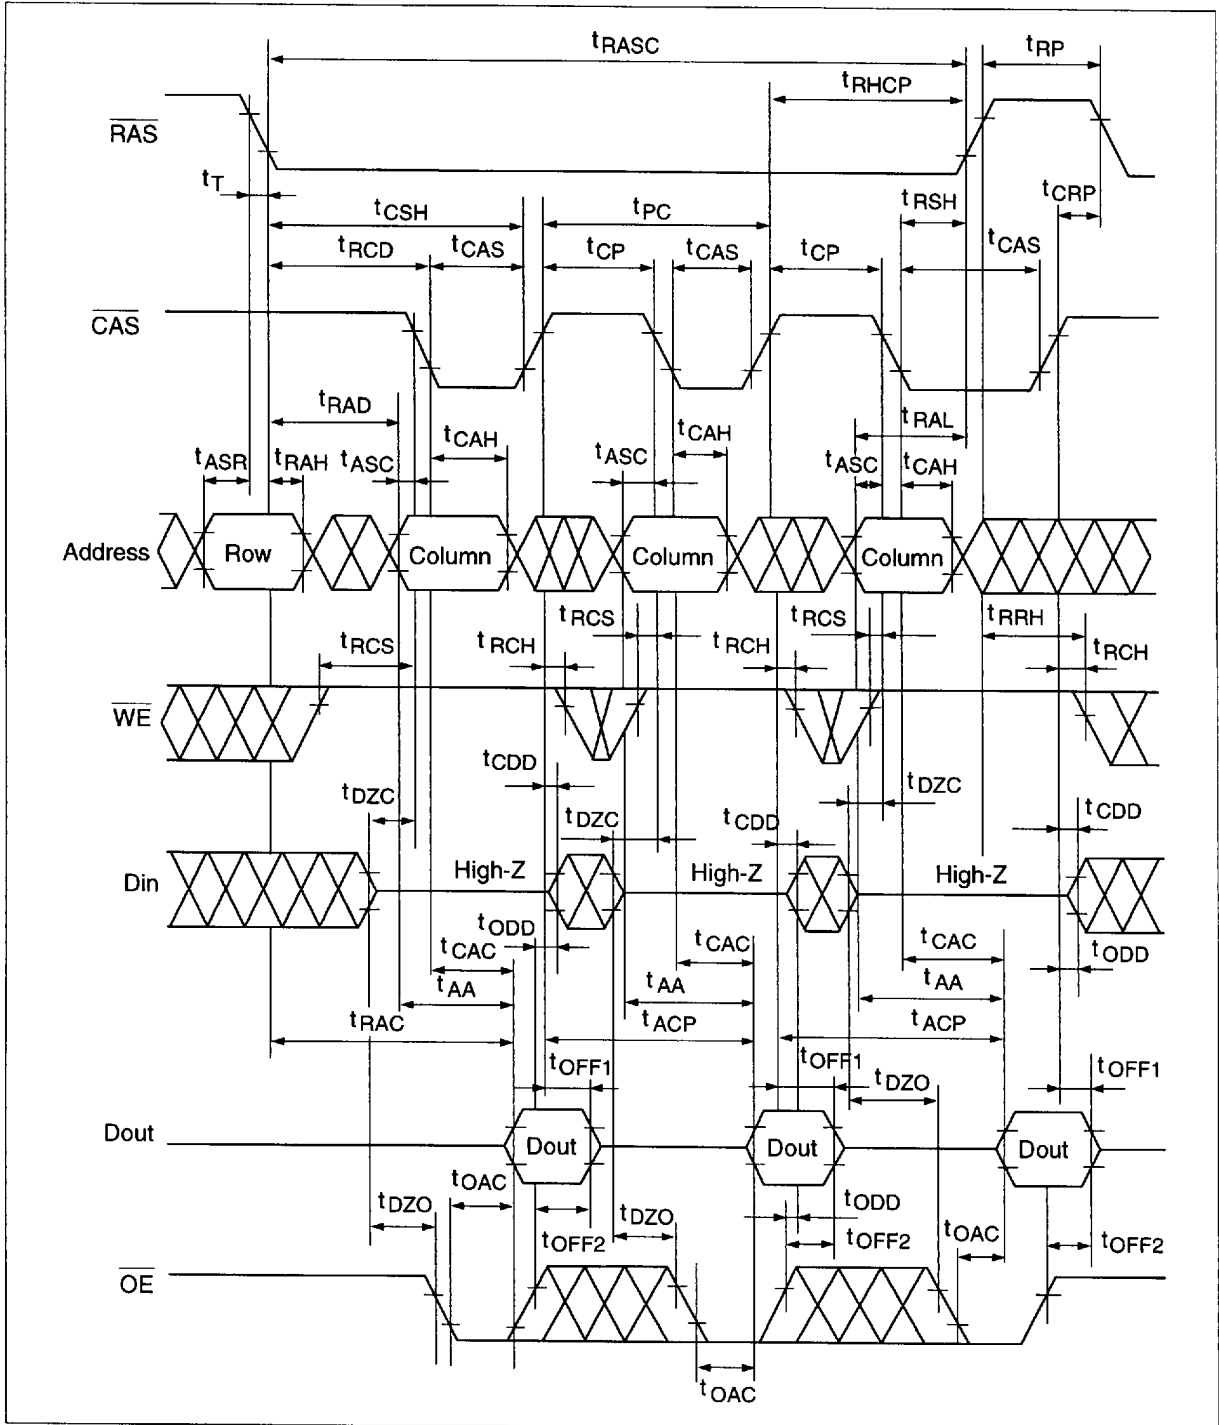 tRASC tRP
tRHCP
RAS
tT tCSH tPC tRSH tCRP
tRCD tCAS tCP tCAS tCP tCAS
CAS
tRAD tCAH tCAH tRAL
tASR tRAH tASC tASC tASC tCAH
Address Row Column Column Column
tRCS tRCH tRCS tRCH tRCS tRRH tRCH
WE
tCDD
tDZC tDZC tCDD tDZC tCDD
Din High-Z High-Z High-Z
tODD tCAC tCAC tCAC tODD
tAA tAA tAA
tRAC tACP tACP
tOFF1 tOFF1 tDZO tOFF1
Dout Dout Dout Dout
tDZO tOAC tOFF2 tDZO tODD tOFF2 tOAC tOFF2
OE
tOAC